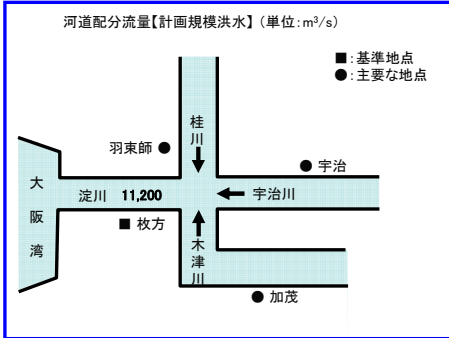 河道配分流量【計画規模洪水】（単位：m³/s）
■：基準地点
●：主要な地点
桂川
羽束師 ●
● 宇治
大阪湾
淀川 11,200
宇治川
■ 枚方
木津川
● 加茂